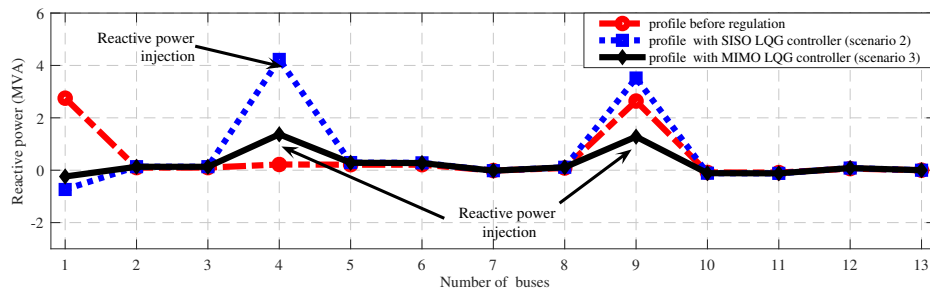 6
4
2
0
-2
Reactive power (MVA)
Reactive power
injection
profile before regulation
profile with SISO LQG controller (scenario 2)
profile with MIMO LQG controller (scenario 3)
Reactive power
injection
1 2 3 4 5 6 7 8 9 10 11 12 13
Number of buses